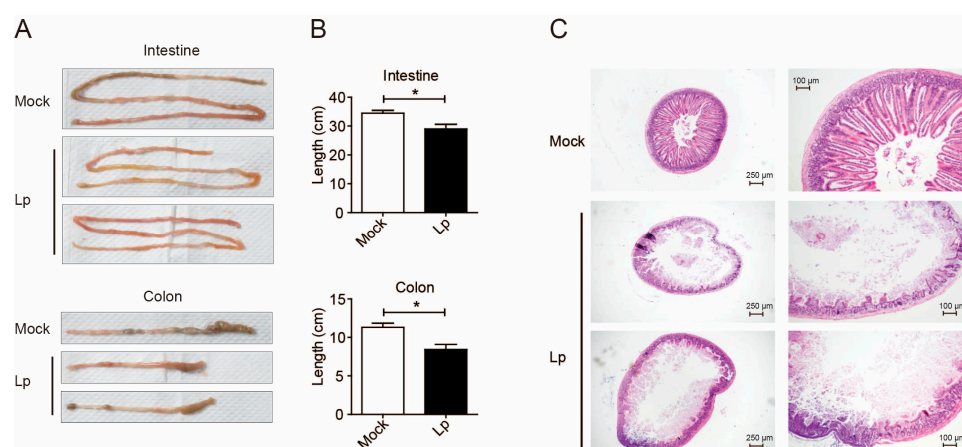 A
Intestine
Mock
Lp
Colon
Mock
Lp
B
Intestine
*
Length (cm)
40
30
20
10
0
Mock
Lp
Colon
*
Length (cm)
15
10
5
0
Mock
Lp
C
Mock
250 µm
100 µm
Lp
250 µm
100 µm
250 µm
100 µm